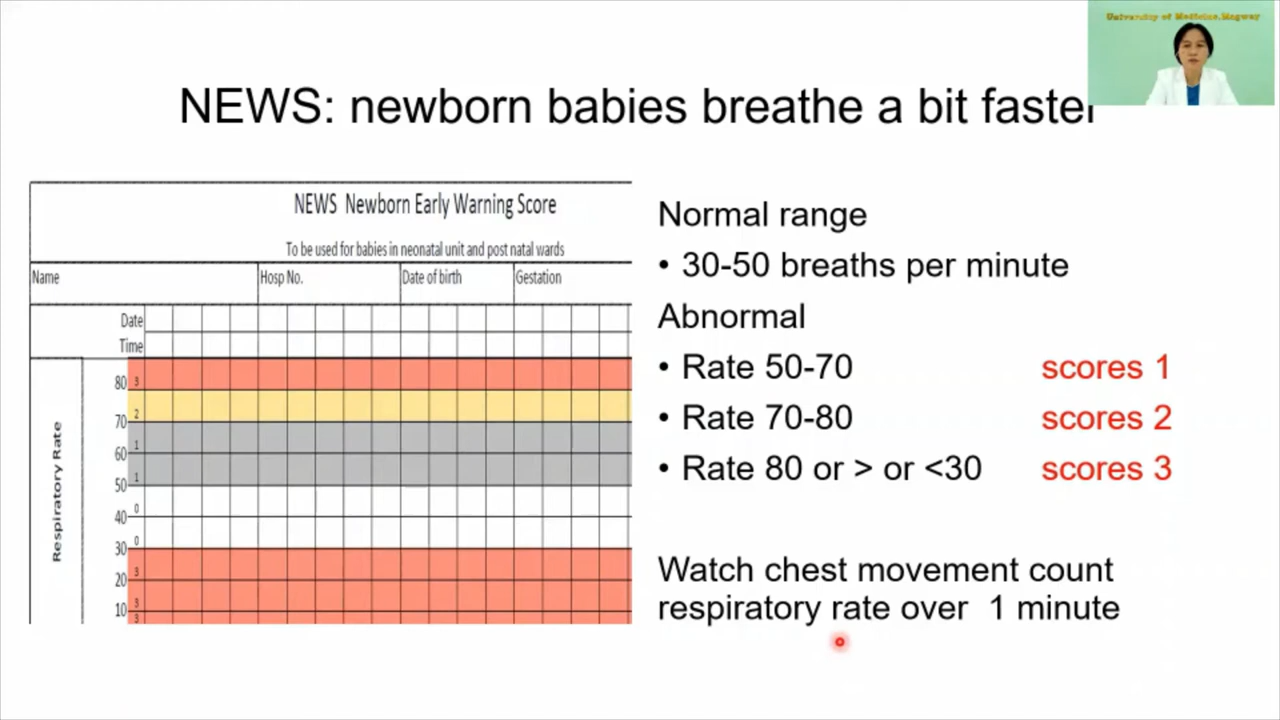 University of Medicine, Magway
NEWS: newborn babies breathe a bit faster
NEWS Newborn Early Warning Score
To be used for babies in neonatal unit and post natal wards
Name
Hosp No.
Date of birth
Gestation
Date
Time
Respiratory Rate
80 3
2
70
1
60
1
50
0
40
0
30
3
20
3
10
3
Normal range
• 30-50 breaths per minute
Abnormal
• Rate 50-70 scores 1
• Rate 70-80 scores 2
• Rate 80 or > or <30 scores 3
Watch chest movement count
respiratory rate over 1 minute